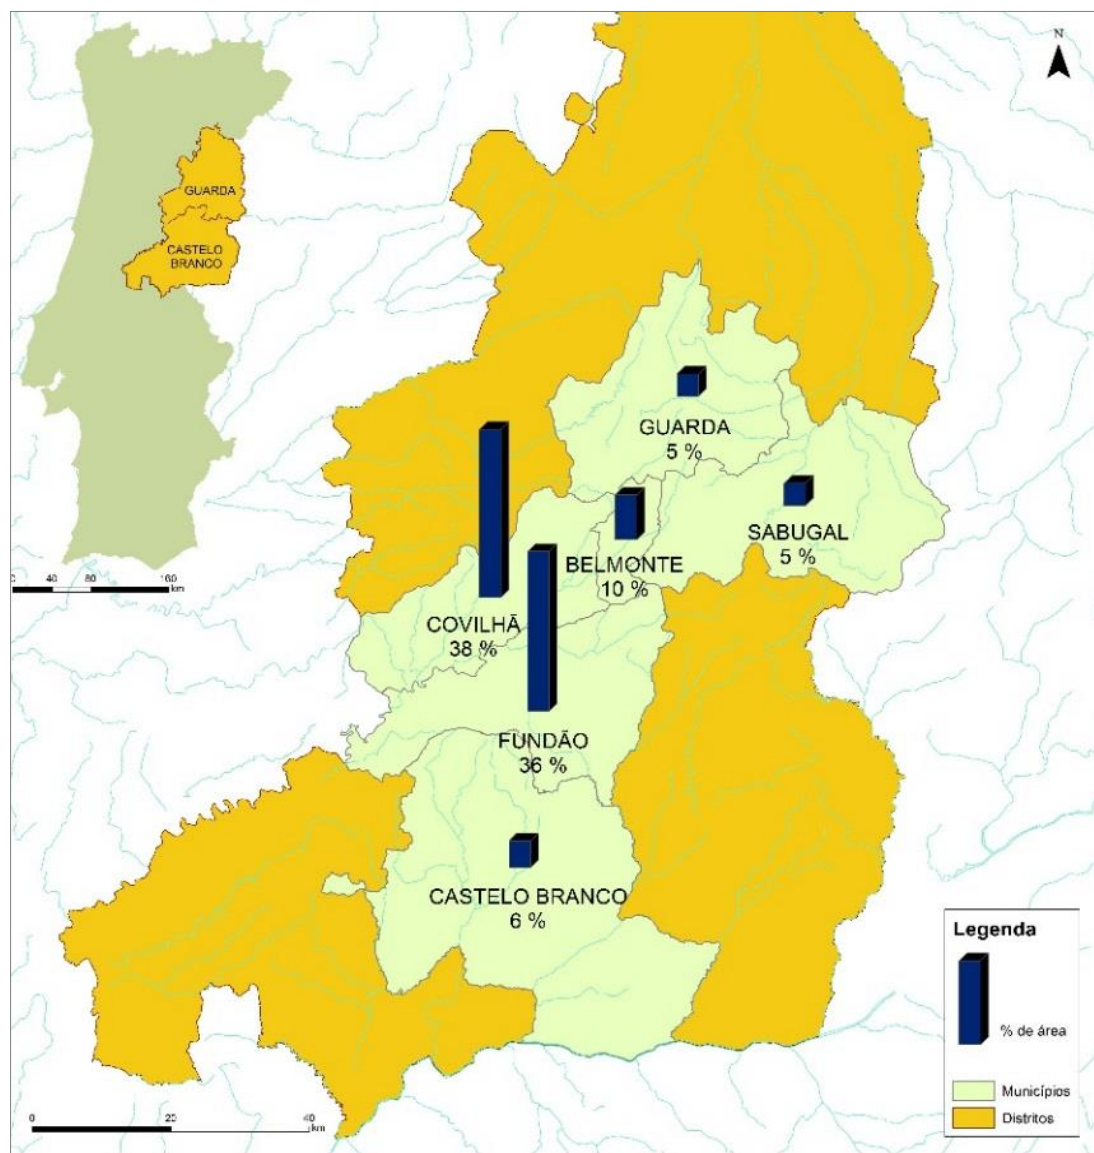 N
GUARDA
CASTELO
BRANCO
0 40 80 160
km
GUARDA
5 %
SABUGAL
5 %
BELMONTE
10 %
COVILHÃ
38 %
FUNDÃO
36 %
CASTELO BRANCO
6 %
Legenda
% de área
Municípios
Distritos
0 20 40
km